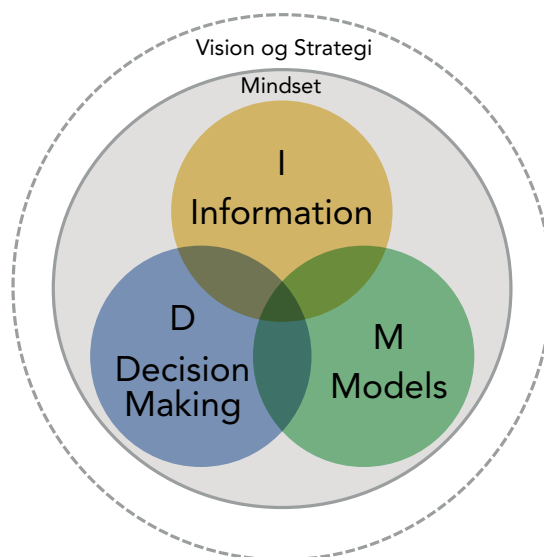 Vision og Strategi
Mindset
I
Information
D
Decision
Making
M
Models